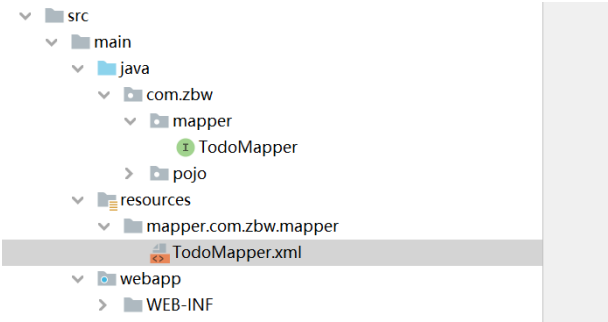 src
main
java
com.zbw
mapper
I TodoMapper
pojo
resources
mapper.com.zbw.mapper
<> TodoMapper.xml
webapp
WEB-INF